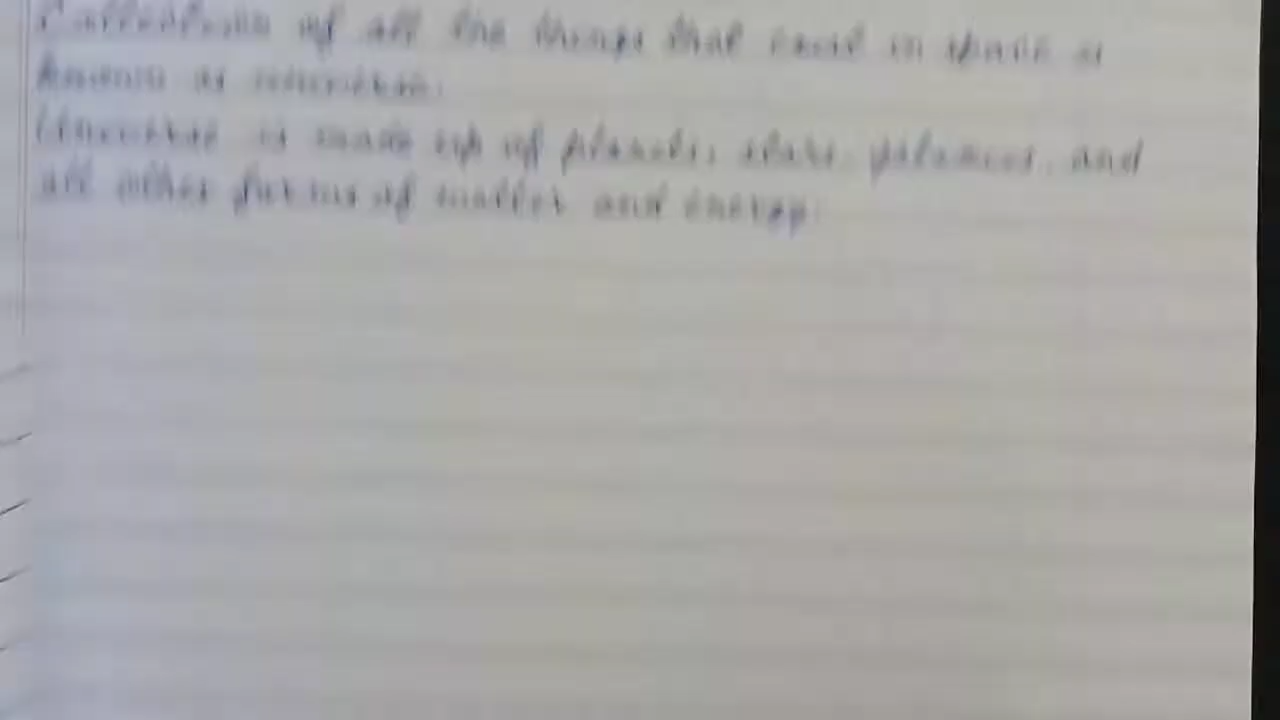 Collection of all the things that exist in space is
known as universe.
Universe is made up of planets, stars, galaxies, and
all other forms of matter and energy.